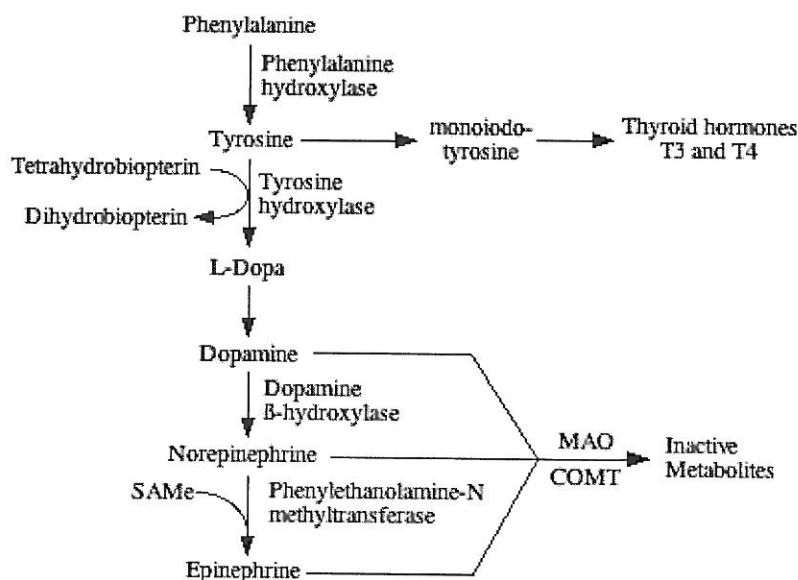 Phenylalanine
Phenylalanine
hydroxylase
Tyrosine
monoiodo-
tyrosine
Thyroid hormones
T3 and T4
Tetrahydrobiopterin
Dihydrobiopterin
Tyrosine
hydroxylase
L-Dopa
Dopamine
Dopamine
ß-hydroxylase
Norepinephrine
MAO
COMT
Inactive
Metabolites
SAMe
Phenylethanolamine-N
methyltransferase
Epinephrine